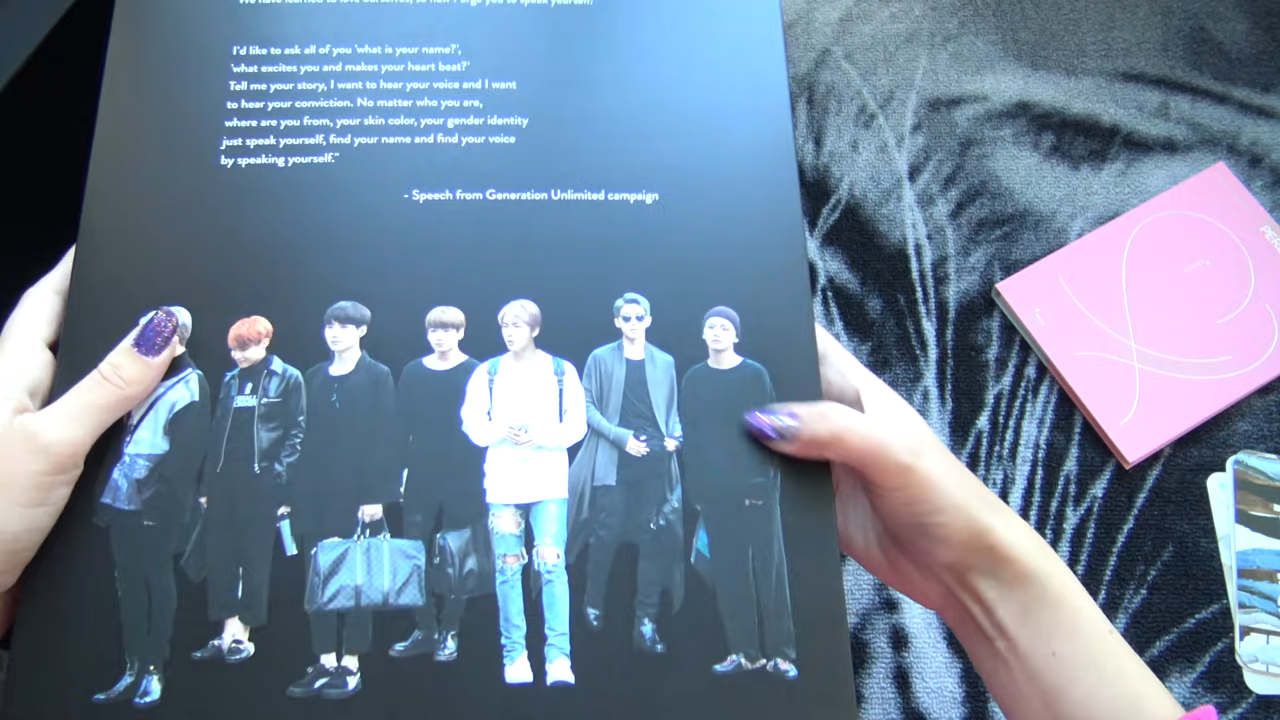 We have learned to love ourselves, so now I urge you to speak yourself.
I'd like to ask all of you 'what is your name?',
'what excites you and makes your heart beat?'
Tell me your story, I want to hear your voice and I want
to hear your conviction. No matter who you are,
where are you from, your skin color, your gender identity
just speak yourself, find your name and find your voice
by speaking yourself."
- Speech from Generation Unlimited campaign